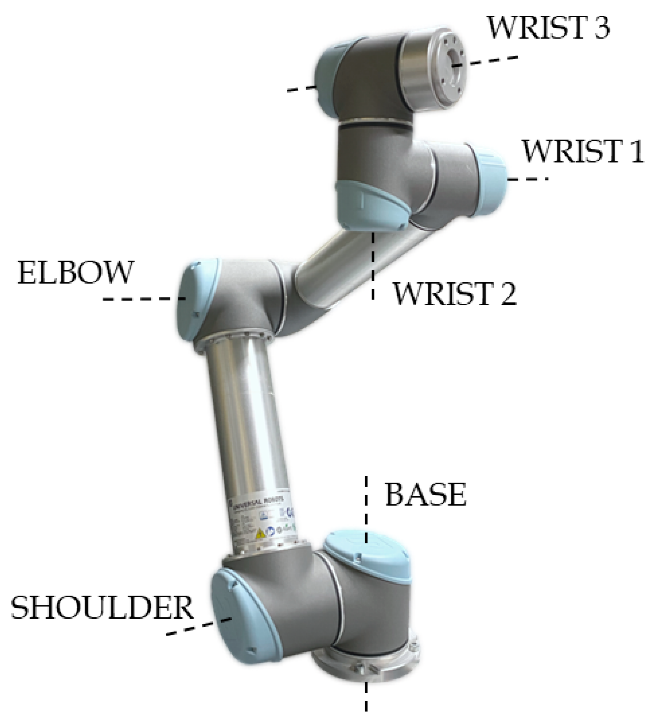 WRIST 3
WRIST 1
ELBOW
WRIST 2
BASE
UNIVERSAL ROBOTS
SHOULDER